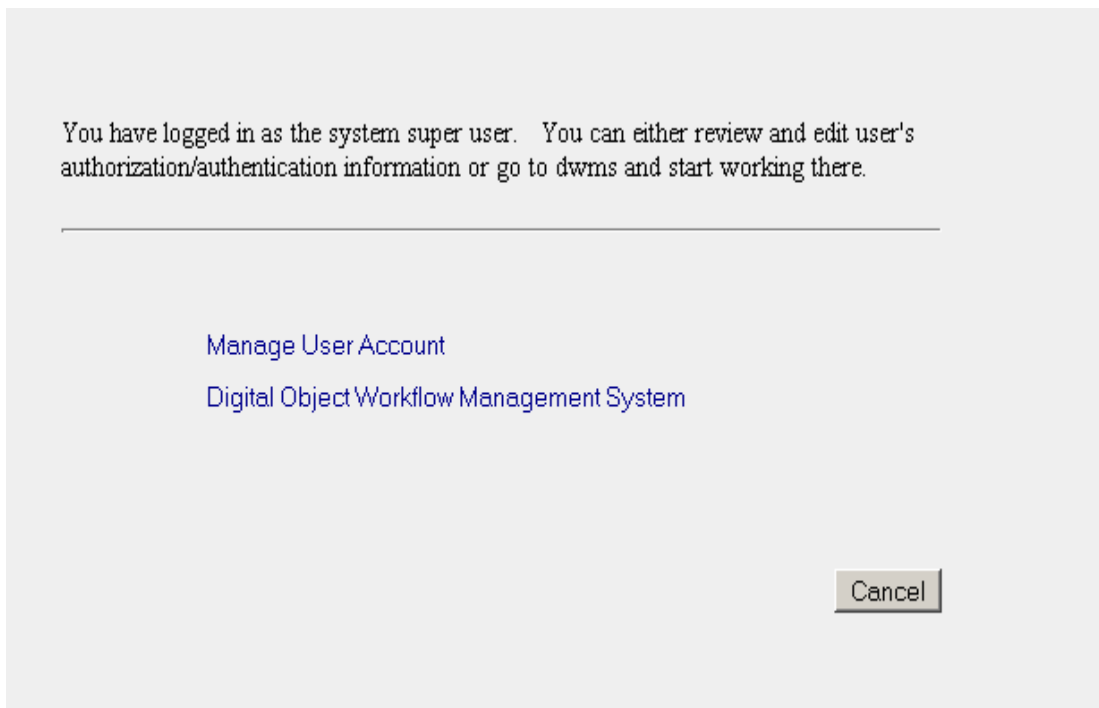 You have logged in as the system super user.   You can either review and edit user's
authorization/authentication information or go to dwms and start working there.
Manage User Account
Digital Object Workflow Management System
Cancel